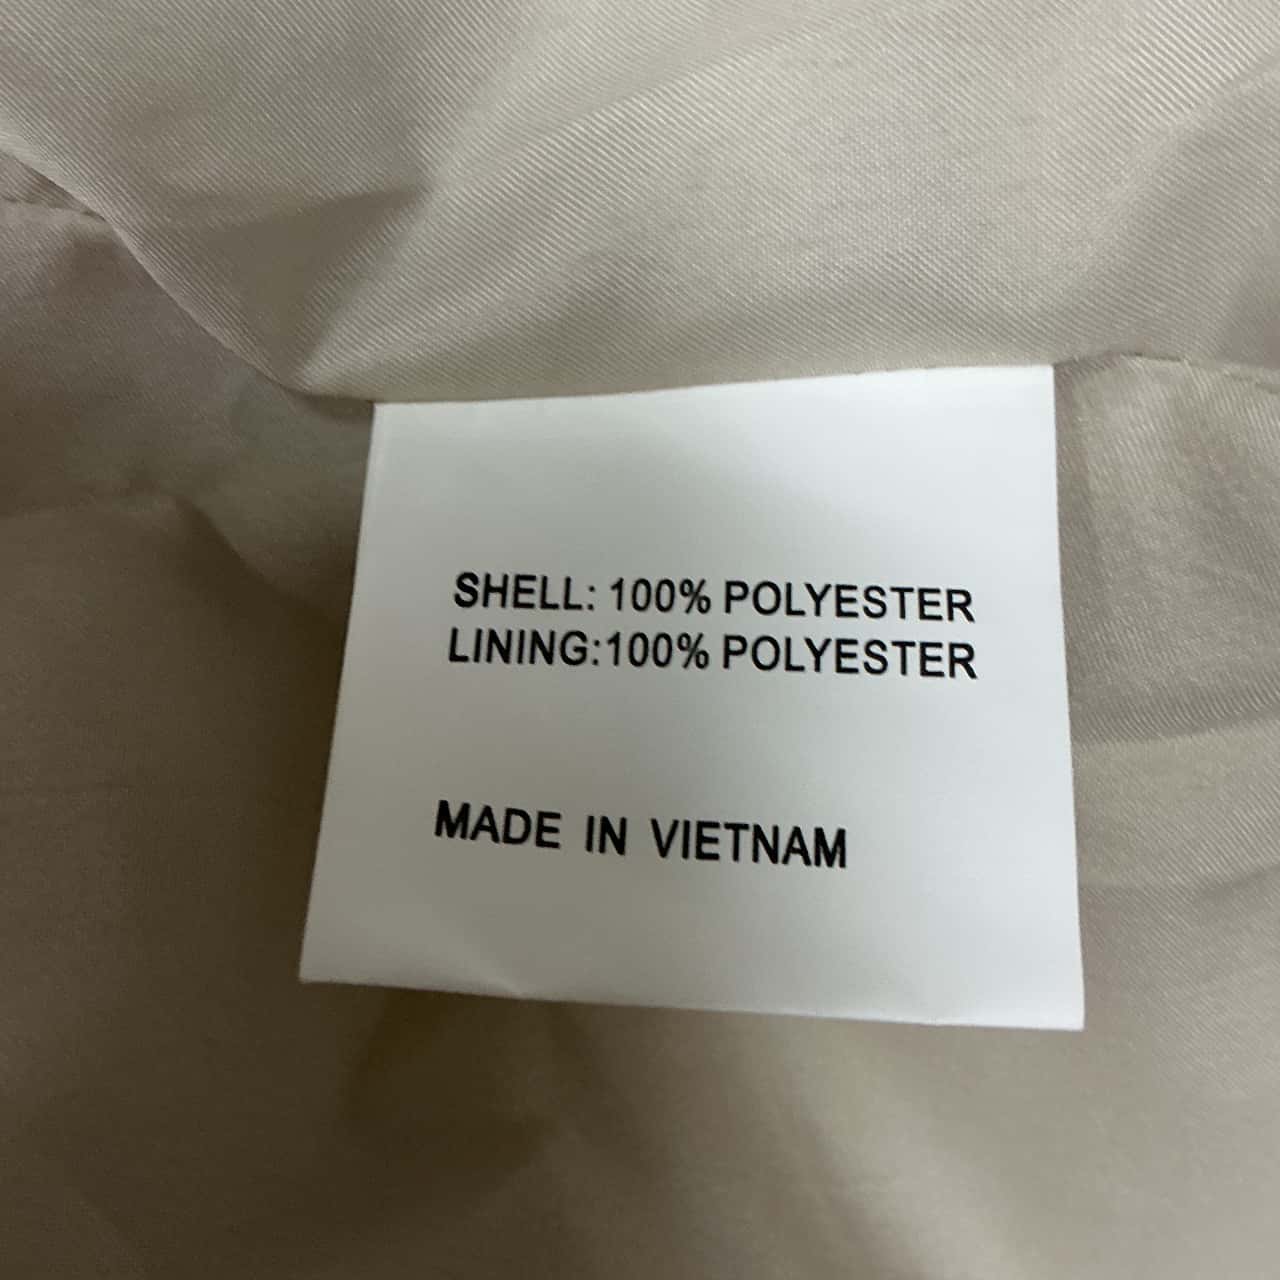 SHELL: 100% POLYESTER
LINING:100% POLYESTER
MADE IN VIETNAM